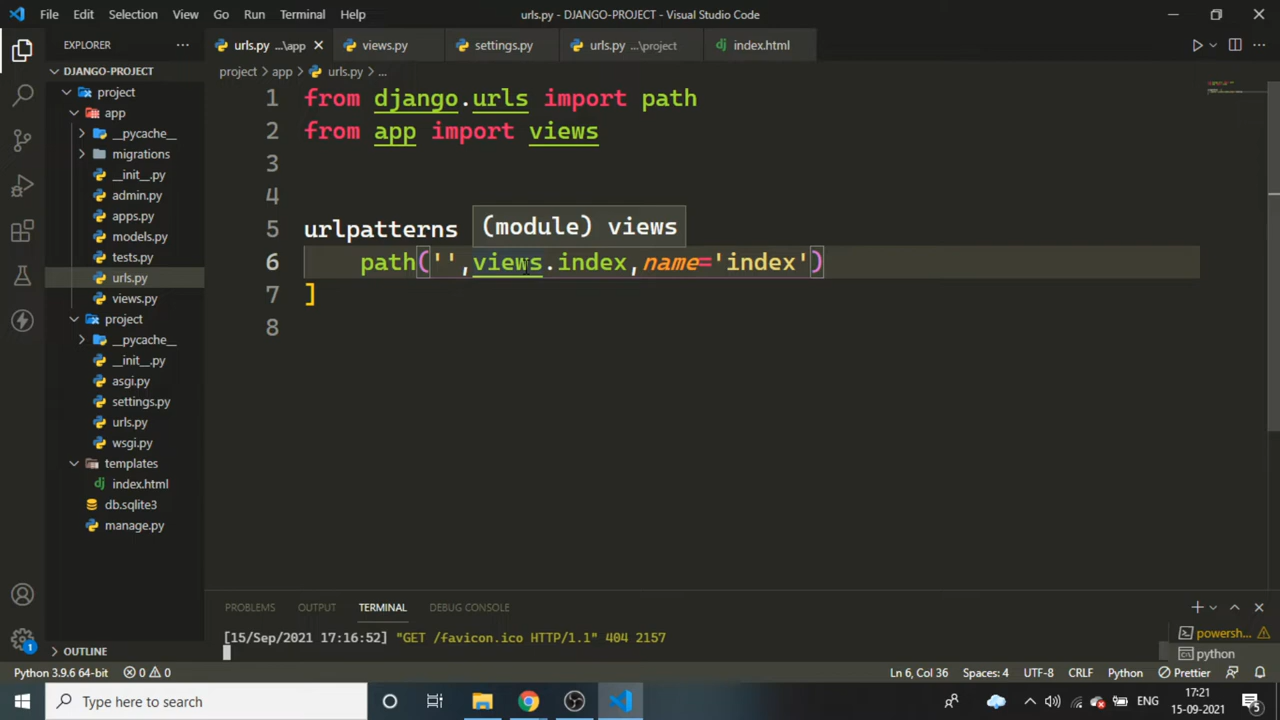 File Edit Selection View Go Run Terminal Help
urls.py - DJANGO-PROJECT - Visual Studio Code
EXPLORER
urls.py ...\app
views.py
settings.py
urls.py ...\project
index.html
DJANGO-PROJECT
project > app > urls.py > ...
project
app
__pycache__
migrations
__init__.py
admin.py
apps.py
models.py
tests.py
urls.py
views.py
project
__pycache__
__init__.py
asgi.py
settings.py
urls.py
wsgi.py
templates
index.html
db.sqlite3
manage.py
OUTLINE
1 from django.urls import path
2 from app import views
3
4
(module) views
5 urlpatterns
6 path('',views.index,name='index')
7 ]
8
PROBLEMS OUTPUT TERMINAL DEBUG CONSOLE
[15/Sep/2021 17:16:52] "GET /favicon.ico HTTP/1.1" 404 2157
powersh...
python
1
Python 3.9.6 64-bit 0 0
Ln 6, Col 36 Spaces: 4 UTF-8 CRLF Python Prettier
Type here to search
ENG
17:21
15-09-2021
5